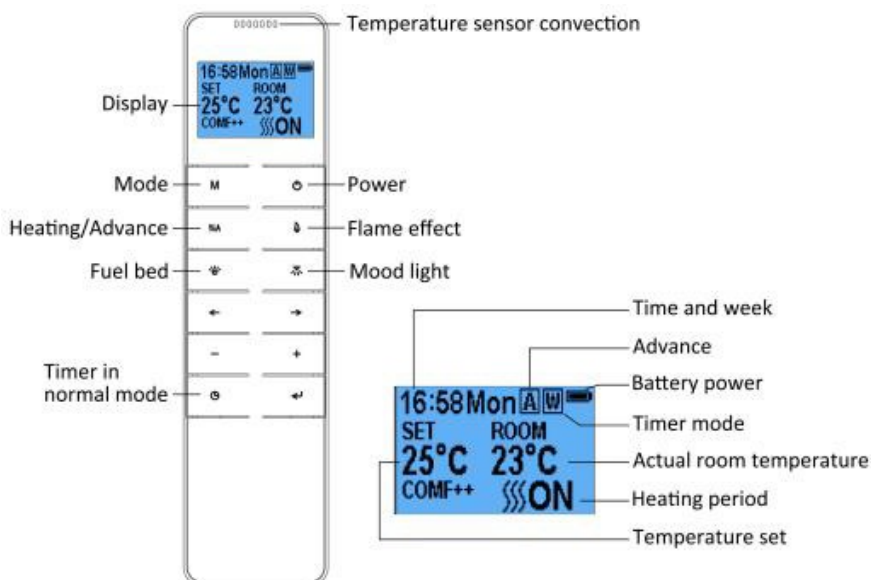 Temperature sensor convection
16:58Mon A W
SET ROOM
25°C 23°C
COMF++ ON
Display
Mode M Power
Heating/Advance Flame effect
Fuel bed Mood light
← →
- +
Timer in
normal mode
Time and week
Advance
Battery power
16:58Mon A W
Timer mode
SET ROOM
25°C 23°C
Actual room temperature
COMF++ ON
Heating period
Temperature set